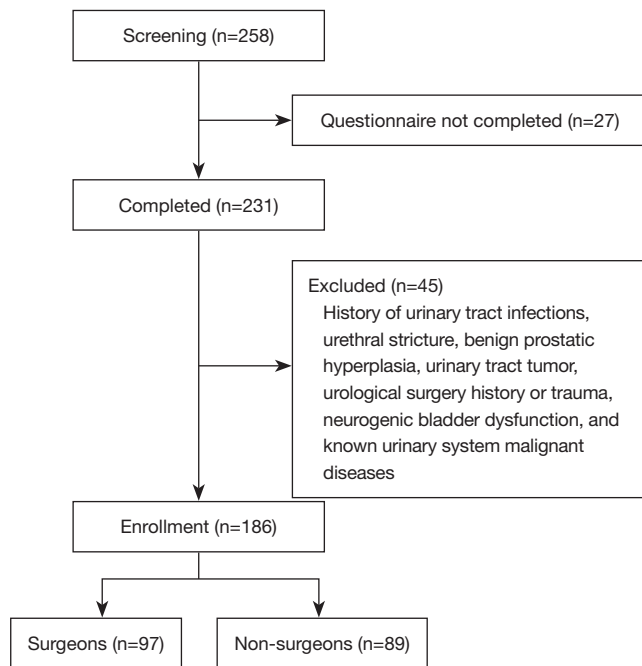 Screening (n=258)
Questionnaire not completed (n=27)
Completed (n=231)
Excluded (n=45)
History of urinary tract infections,
urethral stricture, benign prostatic
hyperplasia, urinary tract tumor,
urological surgery history or trauma,
neurogenic bladder dysfunction, and
known urinary system malignant
diseases
Enrollment (n=186)
Surgeons (n=97)
Non-surgeons (n=89)